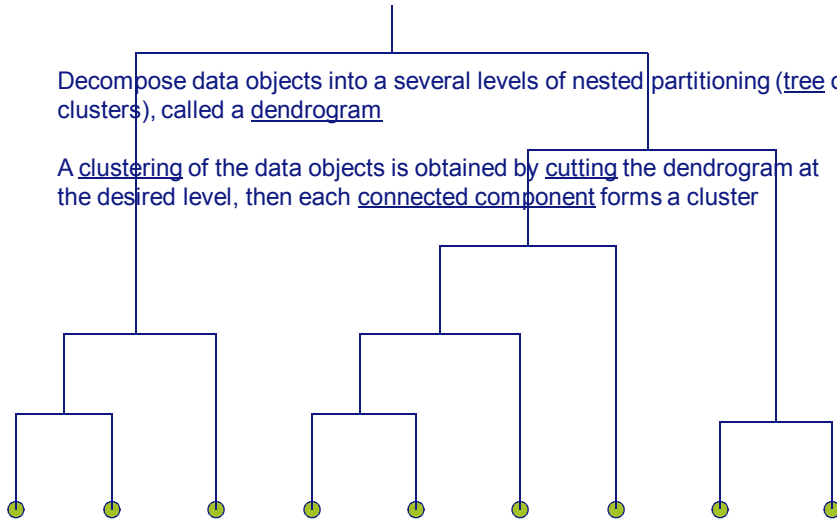 Decompose data objects into a several levels of nested partitioning (tree
clusters), called a dendrogram
A clustering of the data objects is obtained by cutting the dendrogram at
the desired level, then each connected component forms a cluster